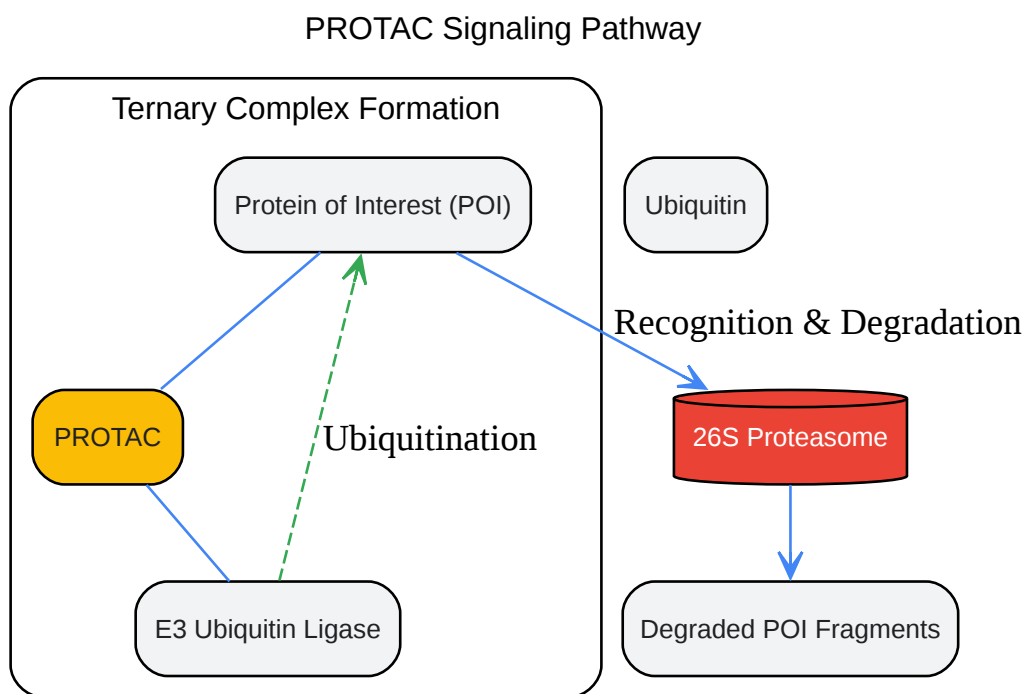 PROTAC Signaling Pathway
Ternary Complex Formation
Protein of Interest (POI)
Ubiquitin
Recognition & Degradation
PROTAC
Ubiquitination
26S Proteasome
E3 Ubiquitin Ligase
Degraded POI Fragments